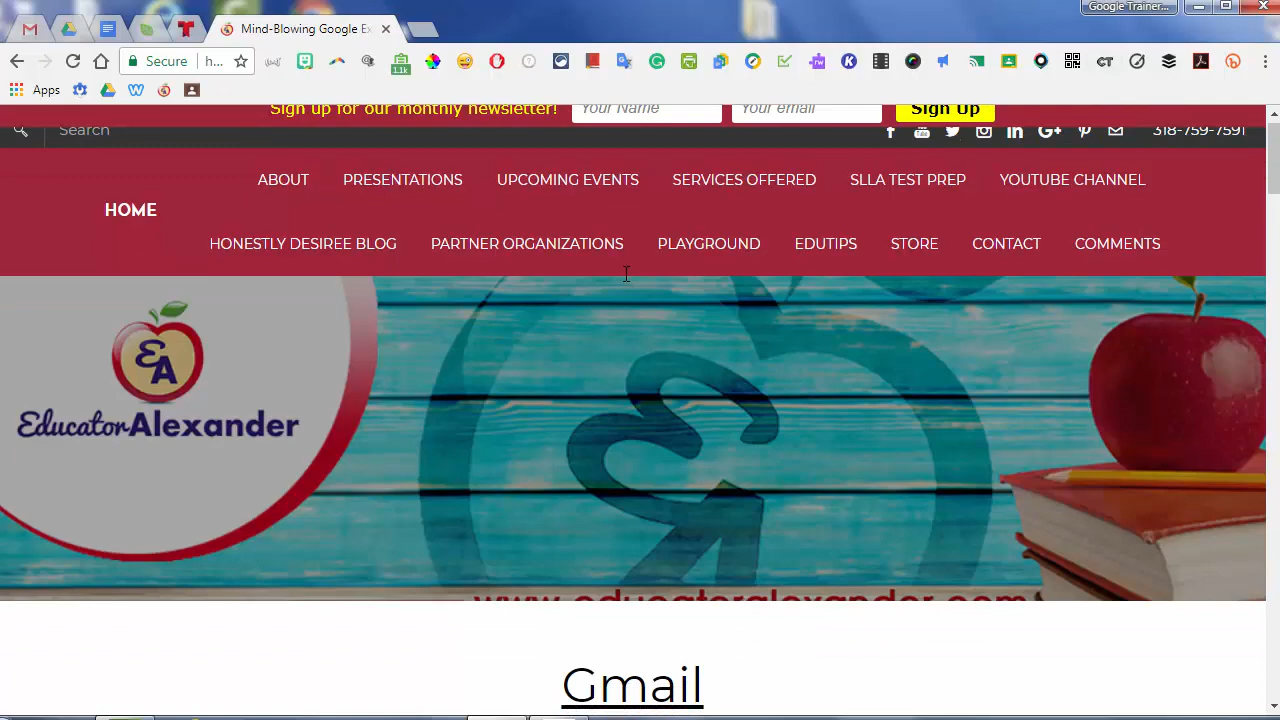 Google Trainer...
Mind-Blowing Google Ex
Secure h...
1.1k
Apps
Sign up for our monthly newsletter! Your Name Your email Sign Up
Search 318-759-7591
ABOUT PRESENTATIONS UPCOMING EVENTS SERVICES OFFERED SLLA TEST PREP YOUTUBE CHANNEL
HOME
HONESTLY DESIREE BLOG PARTNER ORGANIZATIONS PLAYGROUND EDUTIPS STORE CONTACT COMMENTS
EA
EducatorAlexander
www.educatoralexander.com
Gmail